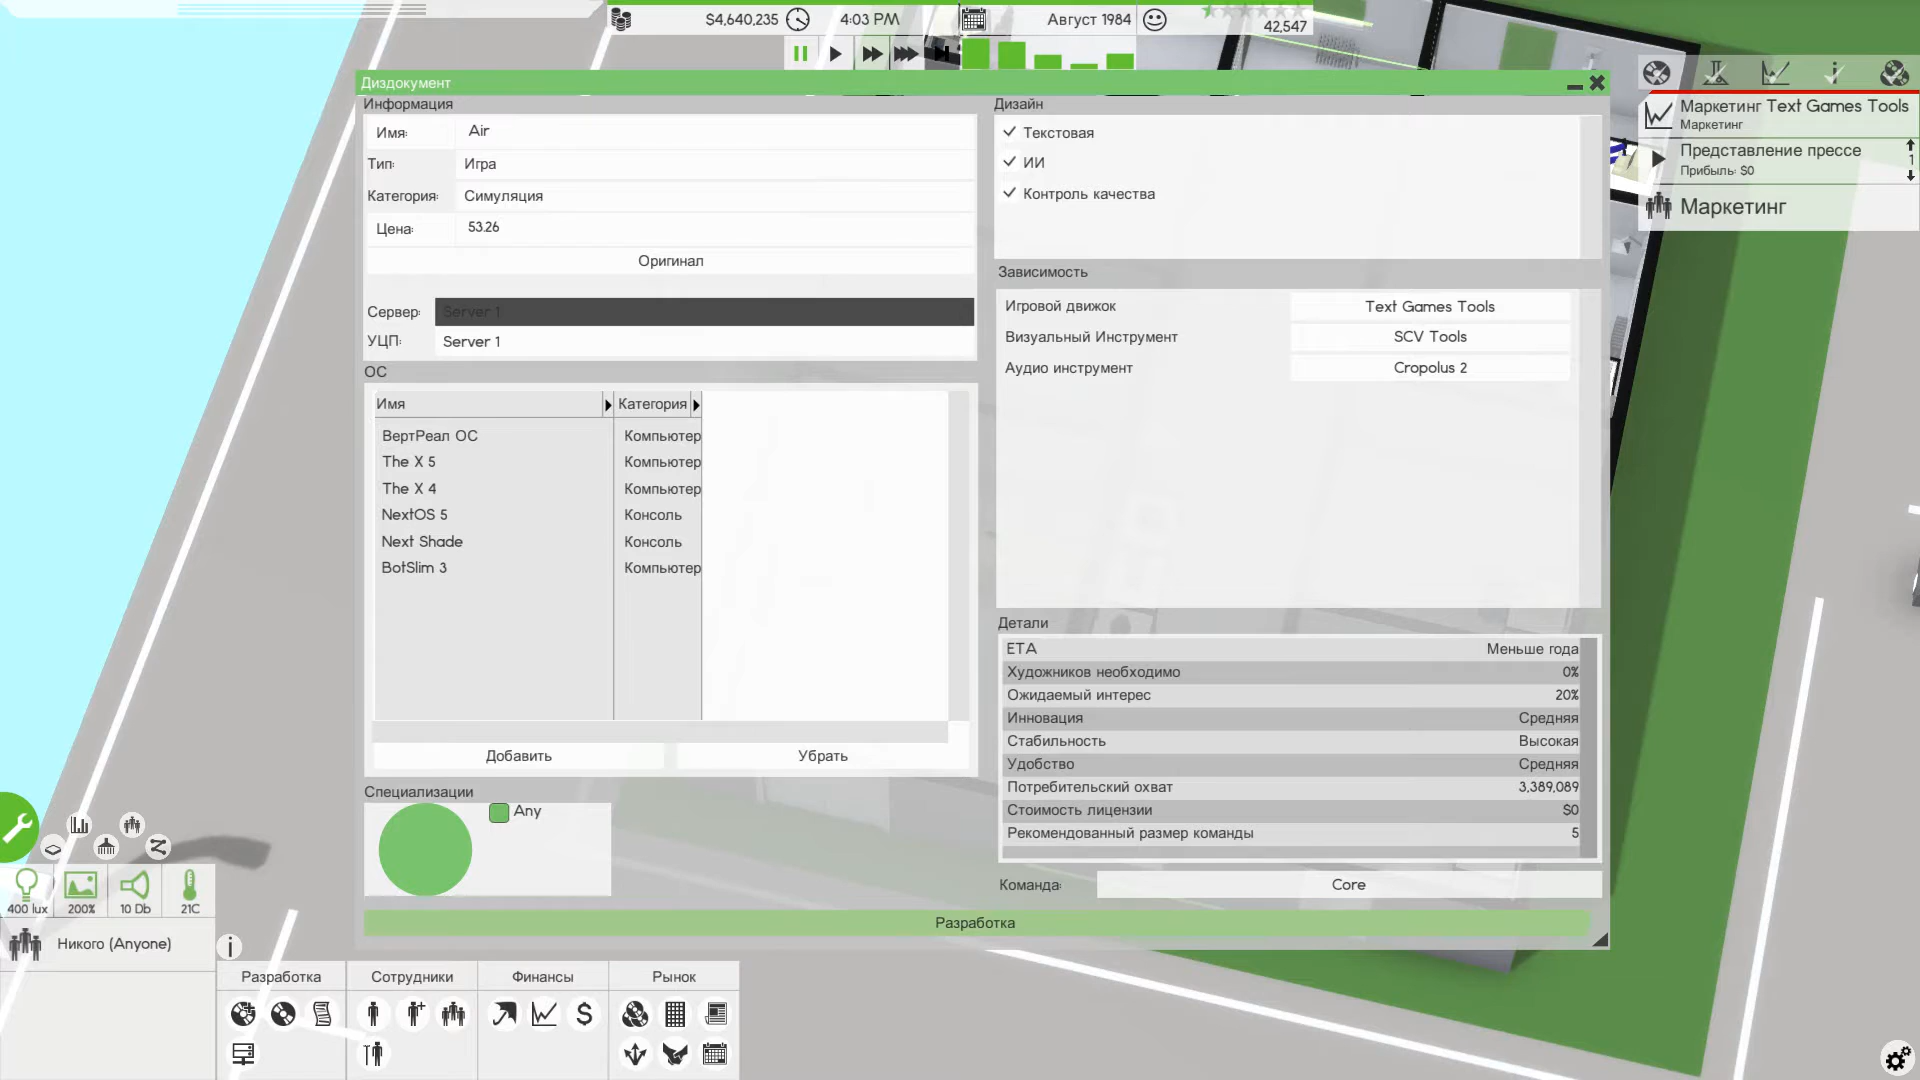 $4,640,235
4:03 PM
Август 1984
42,547
Диздокумент
Информация
Имя: Air
Тип: Игра
Категория: Симуляция
Цена: 53.26
Оригинал
Сервер: Server 1
УЦП: Server 1
ОС
Имя Категория
ВертРеал ОС Компьютер
The X 5 Компьютер
The X 4 Компьютер
NextOS 5 Консоль
Next Shade Консоль
BotSlim 3 Компьютер
Добавить Убрать
Специализации
Any
Дизайн
Текстовая
ИИ
Контроль качества
Зависимость
Игровой движок Text Games Tools
Визуальный Инструмент SCV Tools
Аудио инструмент Cropolus 2
Детали
ETA Меньше года
Художников необходимо 0%
Ожидаемый интерес 20%
Инновация Средняя
Стабильность Высокая
Удобство Средняя
Потребительский охват 3,389,089
Стоимость лицензии $0
Рекомендованный размер команды 5
Команда: Core
Разработка
Маркетинг Text Games Tools
Маркетинг
Представление прессе
Прибыль: $0
1
Маркетинг
400 lux 200% 10 Db 21C
Никого (Anyone)
Разработка Сотрудники Финансы Рынок